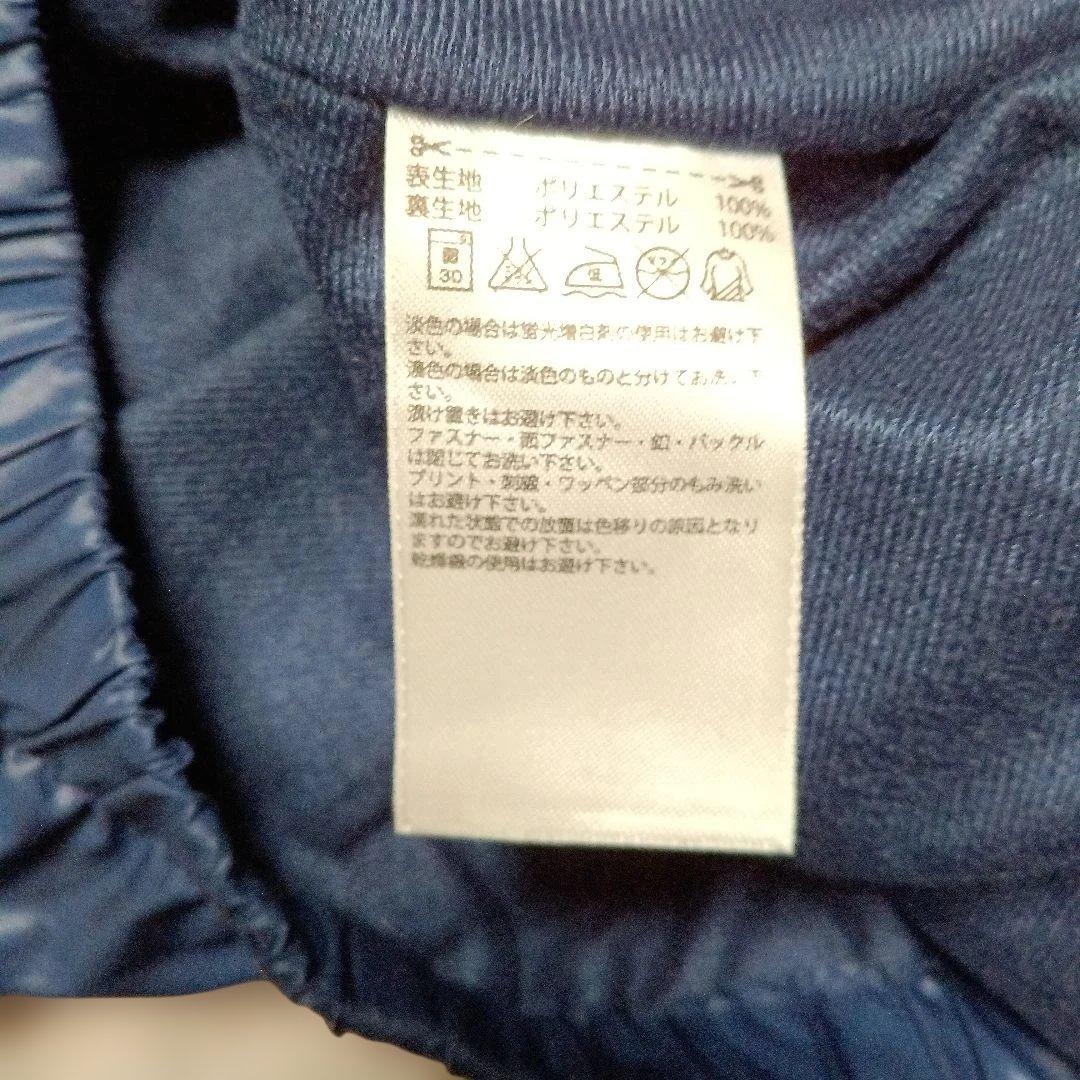 表生地 ポリエステル 100%
裏生地 ポリエステル 100%
30 低
淡色の場合は蛍光増白剤の使用はお避け下
さい。
濃色の場合は淡色のものと分けてお洗い下
さい。
漬け置きはお避け下さい。
ファスナー・面ファスナー・釦・バックル
は閉じてお洗い下さい。
プリント・刺繍・ワッペン部分のもみ洗い
はお避け下さい。
濡れた状態での放置は色移りの原因となり
ますのでお避け下さい。
乾燥機の使用はお避け下さい。